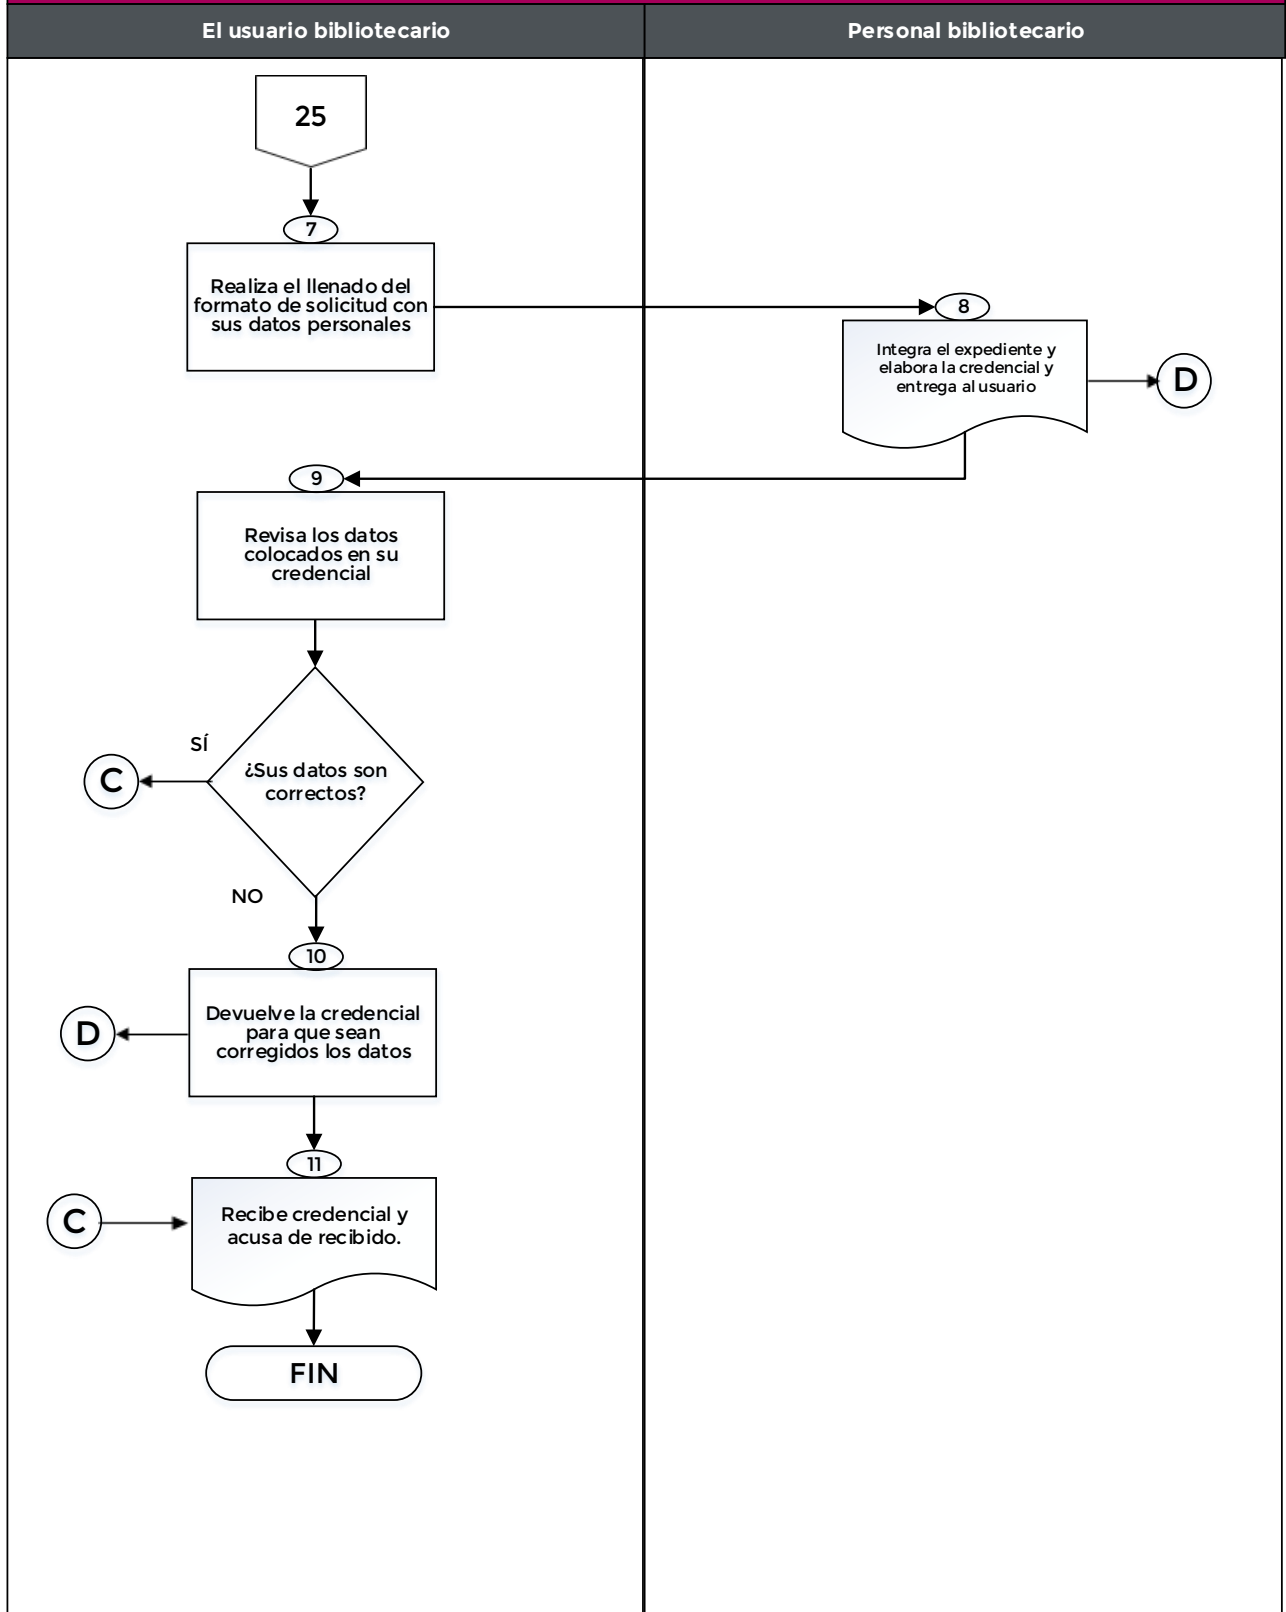 El usuario bibliotecario
Personal bibliotecario
25
7
Realiza el llenado del
formato de solicitud con
sus datos personales
8
Integra el expediente y
elabora la credencial y
entrega al usuario
D
9
Revisa los datos
colocados en su
credencial
SÍ
C
¿Sus datos son
correctos?
NO
10
Devuelve la credencial
para que sean
corregidos los datos
D
11
Recibe credencial y
acusa de recibido.
C
FIN